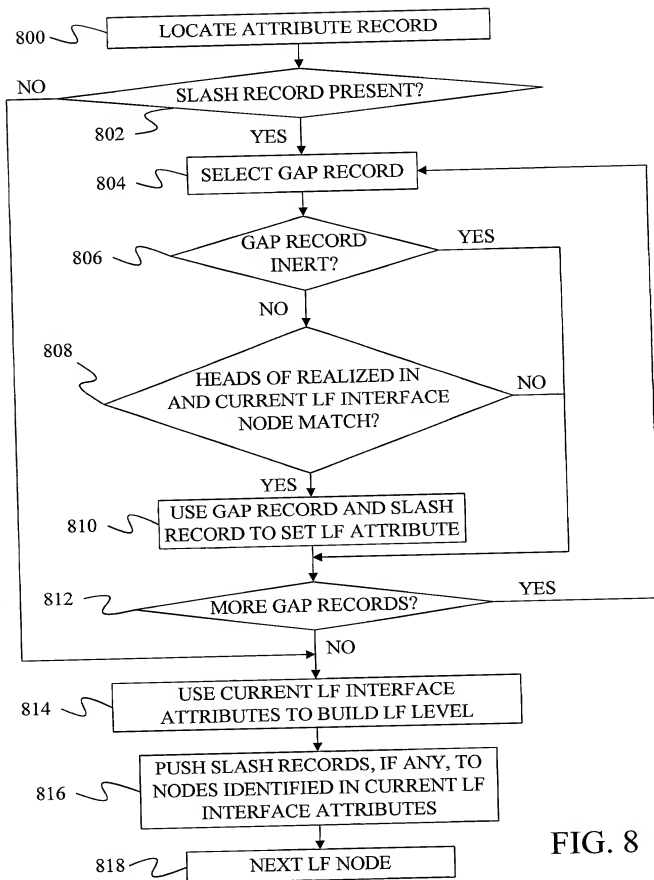 800
LOCATE ATTRIBUTE RECORD
NO
SLASH RECORD PRESENT?
802
YES
804
SELECT GAP RECORD
806
GAP RECORD
INERT?
YES
NO
808
HEADS OF REALIZED IN
AND CURRENT LF INTERFACE
NODE MATCH?
NO
YES
810
USE GAP RECORD AND SLASH
RECORD TO SET LF ATTRIBUTE
812
MORE GAP RECORDS?
YES
NO
814
USE CURRENT LF INTERFACE
ATTRIBUTES TO BUILD LF LEVEL
816
PUSH SLASH RECORDS, IF ANY, TO
NODES IDENTIFIED IN CURRENT LF
INTERFACE ATTRIBUTES
818
NEXT LF NODE
FIG. 8